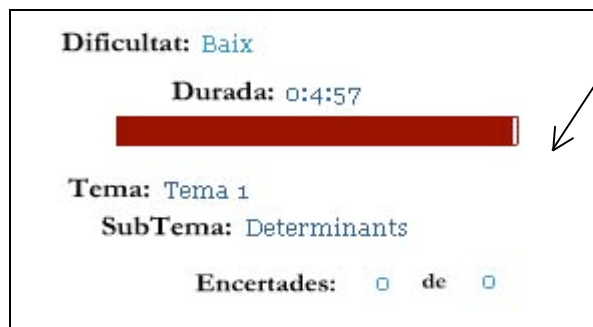 Dificultat: Baix
Durada: 0:4:57
Tema: Tema 1
SubTema: Determinants
Encertades: 0 de 0